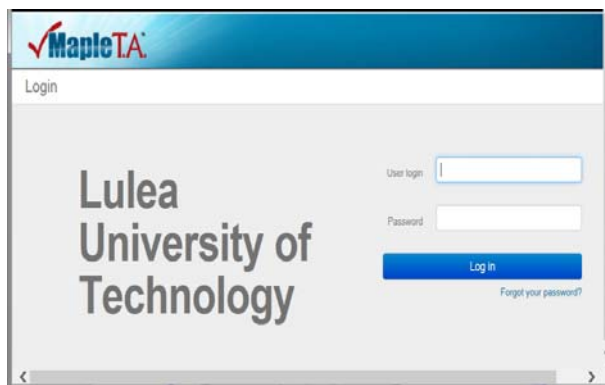 MapleT.A.
Login
Lulea
University of
Technology
User login
Password
Log in
Forgot your password?